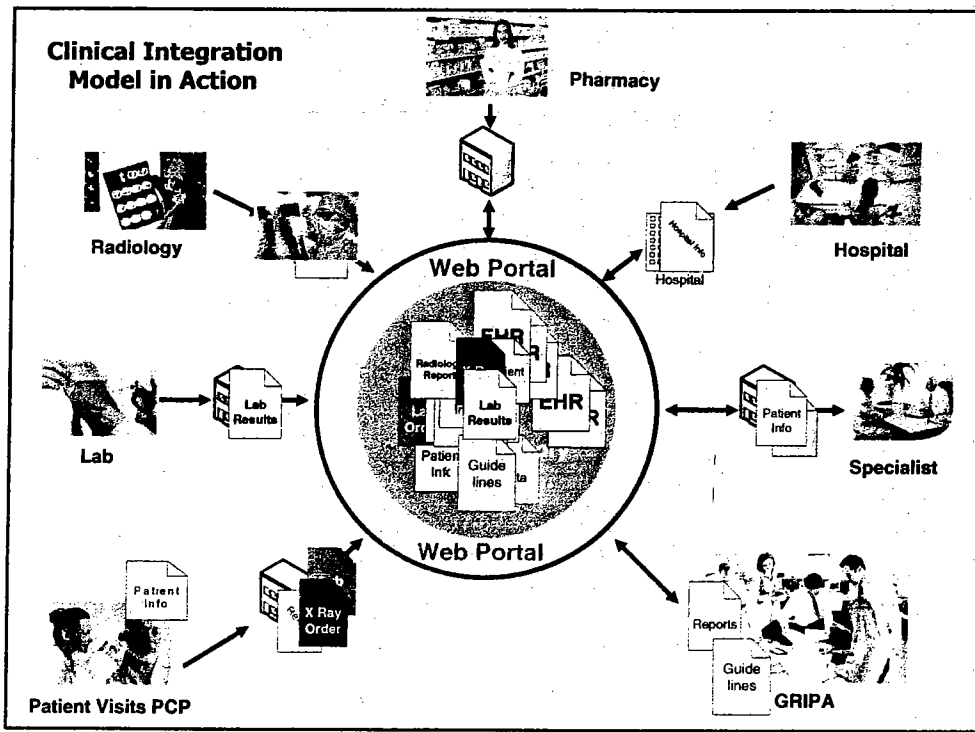 Clinical Integration
Model in Action
Pharmacy
Radiology
Hospital Info
Hospital
Hospital
Web Portal
EHR
Radiology
Report
Lab
Results
EHR
Patient
Guide
lines
Lab
Results
Lab
Patient
Info
Specialist
Web Portal
Patient
Info
X Ray
Order
Patient Visits PCP
Reports
Guide
lines
GRIPA